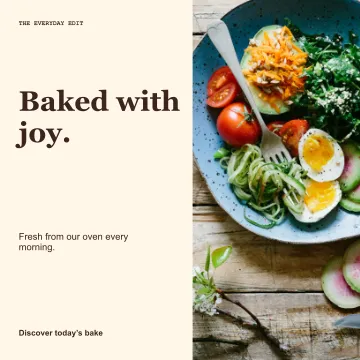 THE EVERYDAY EDIT
Baked with
joy.
Fresh from our oven every
morning.
Discover today's bake